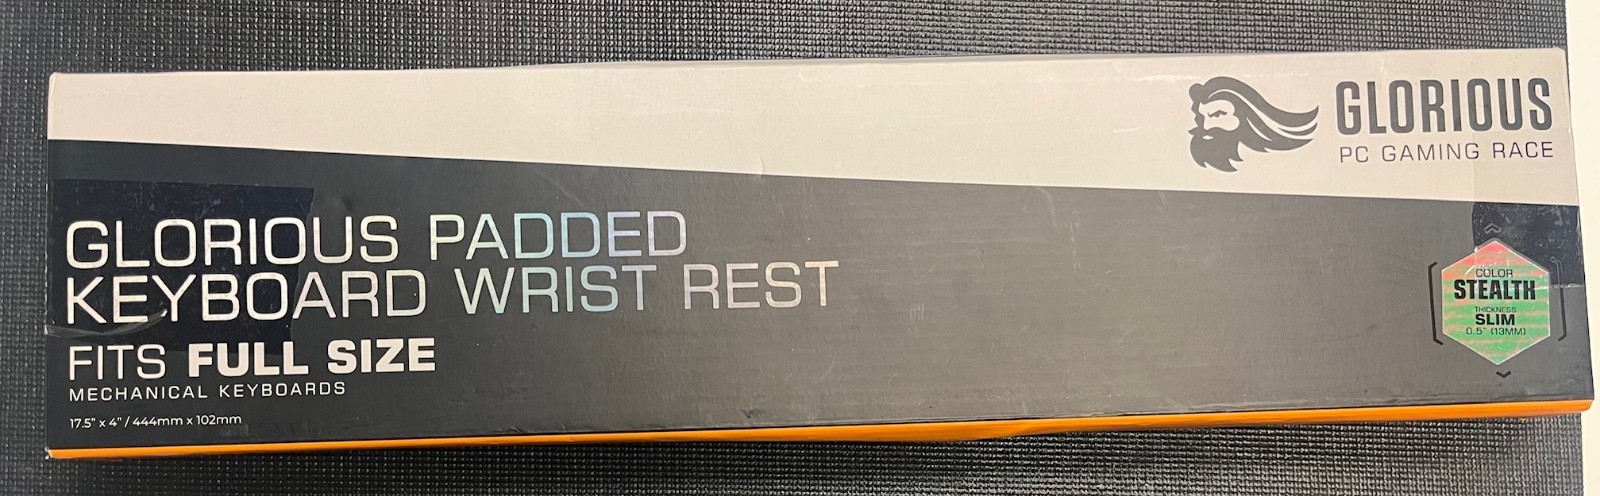 GLORIOUS
PC GAMING RACE
GLORIOUS PADDED
KEYBOARD WRIST REST
FITS FULL SIZE
MECHANICAL KEYBOARDS
17.5" x 4" / 444mm x 102mm
COLOR
STEALTH
THICKNESS
SLIM
0.5" (13MM)